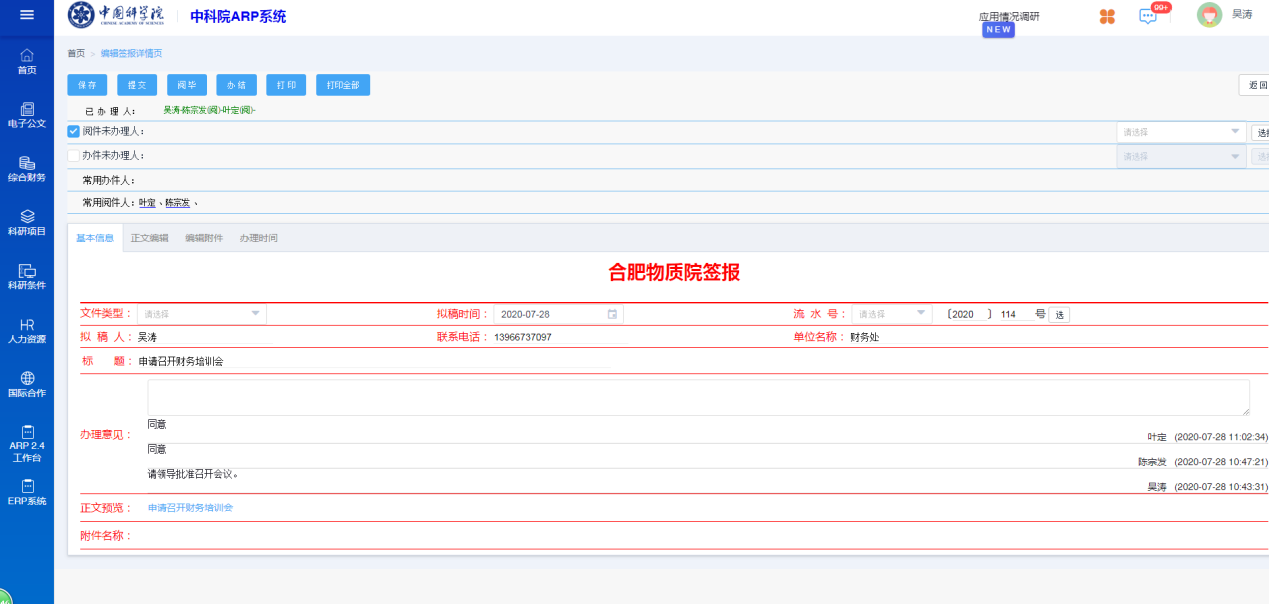 中国科学院
CHINESE ACADEMY OF SCIENCES
中科院ARP系统
应用情况调研
NEW
99+
吴涛
首页
电子公文
综合财务
科研项目
科研条件
HR
人力资源
国际合作
ARP 2.4
工作台
ERP系统
首页 > 编辑签报详情页
保存 提交 阅毕 办结 打印 打印全部 返回
已 办 理 人: 吴涛-陈宗发(阅)-叶定(阅)-
阅件未办理人: 请选择 选
办件未办理人: 请选择 选
常用办件人:
常用阅件人: 叶定、陈宗发、
基本信息 正文编辑 编辑附件 办理时间
合肥物质院签报
文件类型: 请选择 拟稿时间: 2020-07-28 流 水 号: 请选择 〔2020 〕 114 号 选
拟 稿 人: 吴涛 联系电话: 13966737097 单位名称: 财务处
标 题: 申请召开财务培训会
办理意见:
同意
叶定 (2020-07-28 11:02:34)
同意
陈宗发 (2020-07-28 10:47:21)
请领导批准召开会议。
吴涛 (2020-07-28 10:43:31)
正文预览: 申请召开财务培训会
附件名称: